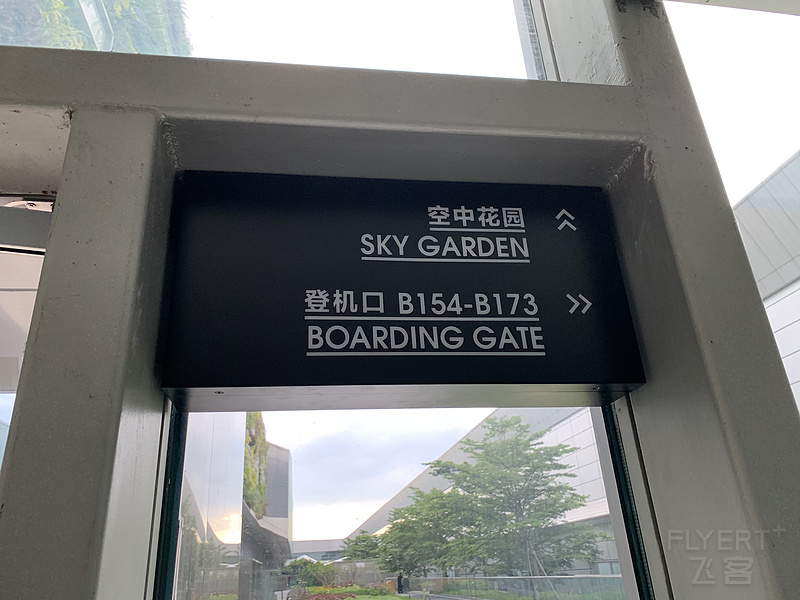 空中花园
SKY GARDEN
登机口 B154-B173
BOARDING GATE
FLYERT+
飞客